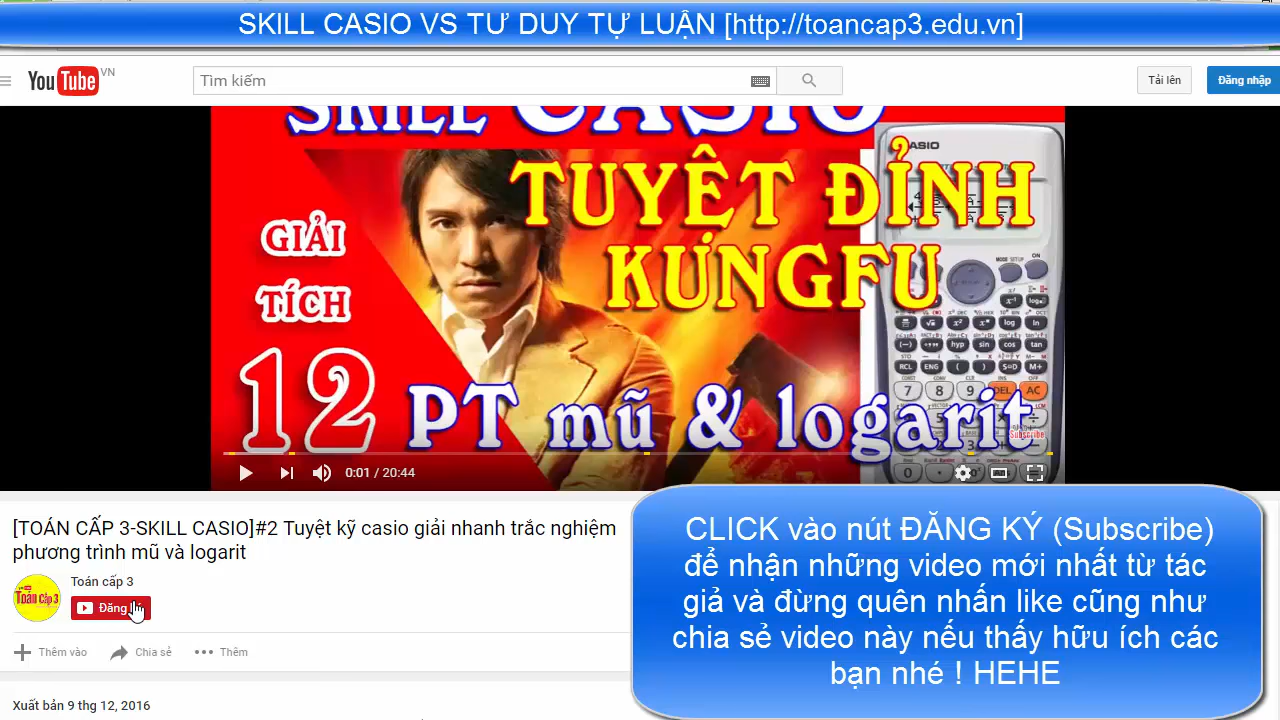 SKILL CASIO VS TƯ DUY TỰ LUẬN [http://toancap3.edu.vn]
YouTube VN
Tìm kiếm
Tải lên
Đăng nhập
SKILL CASIO
TUYỆT ĐỈNH
KUNGFU
GIẢI
TÍCH
12
PT mũ & logarit
0:01 / 20:44
[TOÁN CẤP 3-SKILL CASIO]#2 Tuyệt kỹ casio giải nhanh trắc nghiệm
phương trình mũ và logarit
Toán cấp 3
Toán Cấp 3
Đăng
Thêm vào
Chia sẻ
Thêm
Xuất bản 9 thg 12, 2016
CLICK vào nút ĐĂNG KÝ (Subscribe)
để nhận những video mới nhất từ tác
giả và đừng quên nhấn like cũng như
chia sẻ video này nếu thấy hữu ích các
bạn nhé ! HEHE